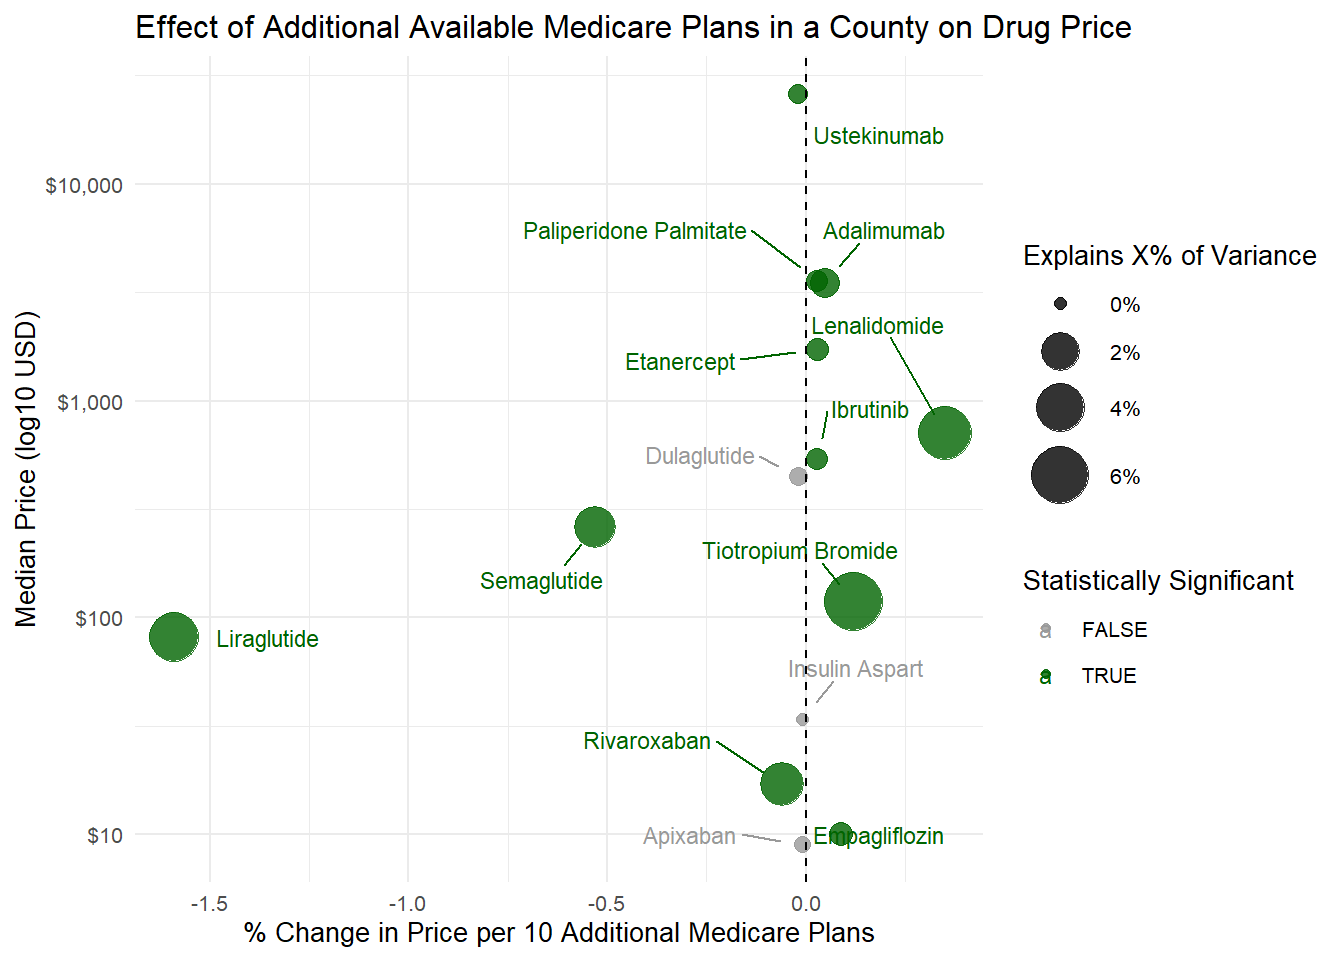 Effect of Additional Available Medicare Plans in a County on Drug Price
Median Price (log10 USD)
$10,000
$1,000
$100
$10
Ustekinumab
Paliperidone Palmitate
Adalimumab
Lenalidomide
Etanercept
Ibrutinib
Dulaglutide
Tiotropium Bromide
Semaglutide
Liraglutide
Insulin Aspart
Rivaroxaban
Apixaban
Empagliflozin
-1.5
-1.0
-0.5
0.0
% Change in Price per 10 Additional Medicare Plans
Explains X% of Variance
0%
2%
4%
6%
Statistically Significant
a FALSE
a TRUE